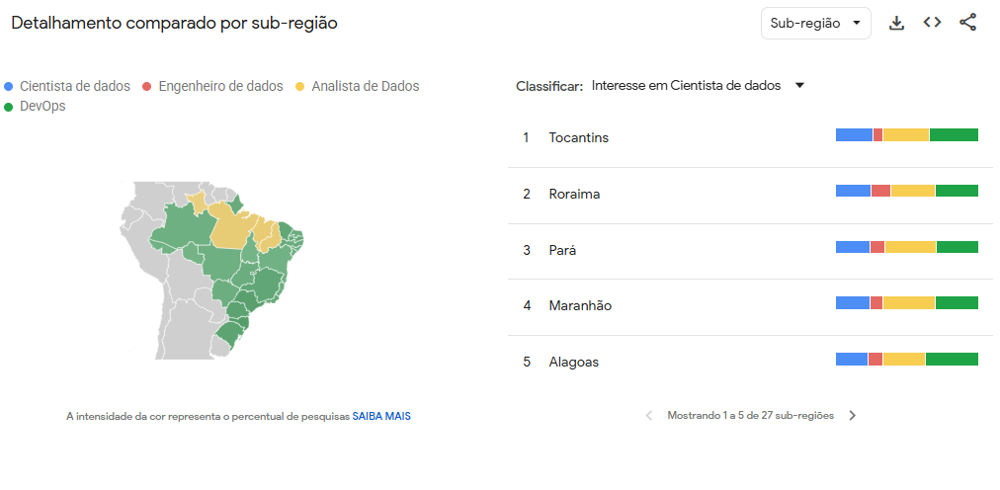 Detalhamento comparado por sub-região
Sub-região
Cientista de dados
Engenheiro de dados
Analista de Dados
DevOps
A intensidade da cor representa o percentual de pesquisas SAIBA MAIS
Classificar: Interesse em Cientista de dados
1 Tocantins
2 Roraima
3 Pará
4 Maranhão
5 Alagoas
Mostrando 1 a 5 de 27 sub-regiões